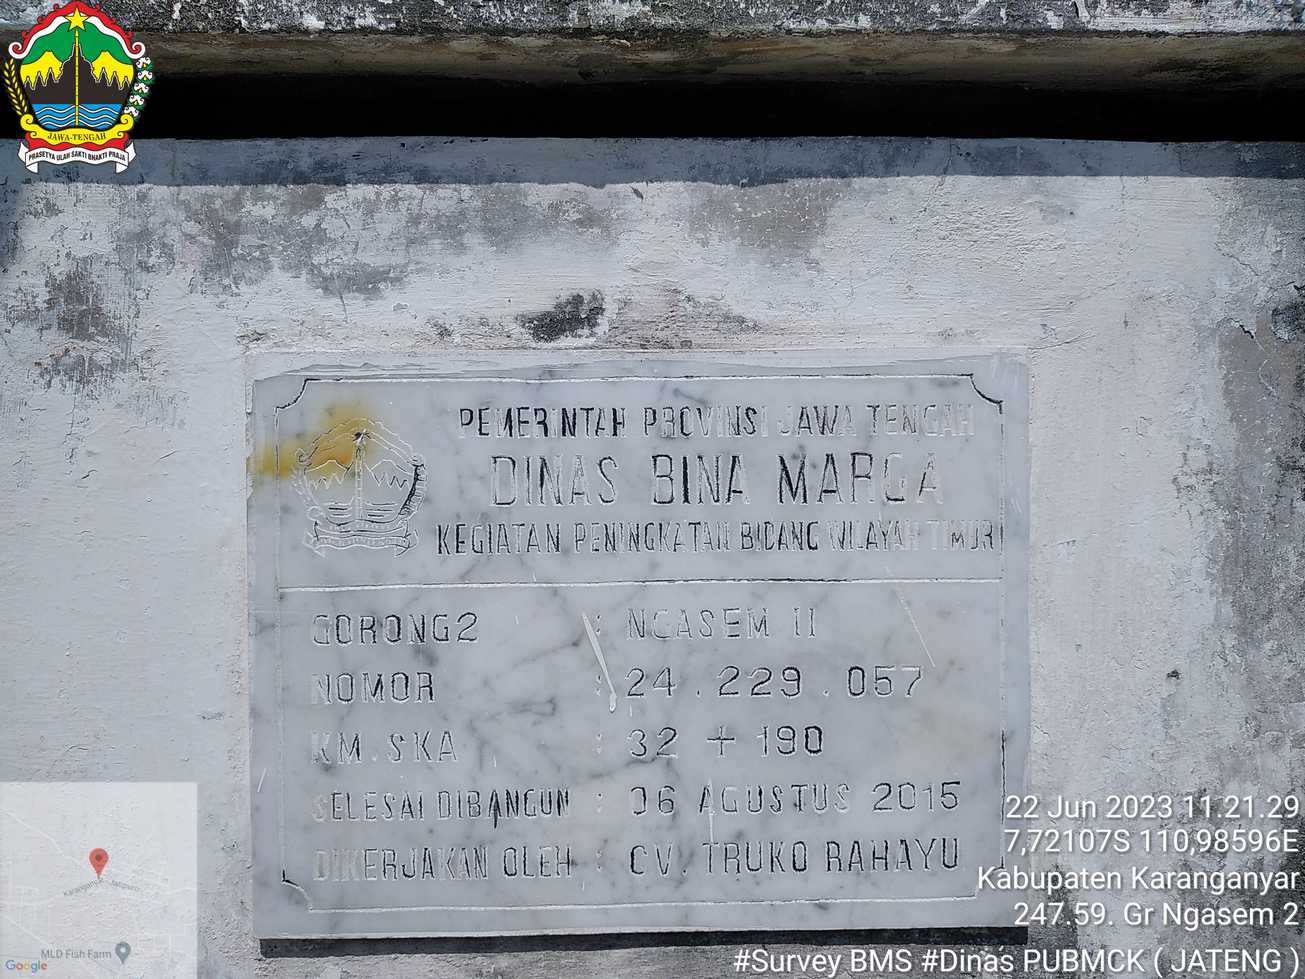 JAWA-TENGAH
PRASETYA ULAH SAKTI BHAKTI PRAJA
PEMERINTAH PROVINSI JAWA TENGAH
DINAS BINA MARGA
KEGIATAN PENINGKATAN BIDANG WILAYAH TIMUR
GORONG2 : NGASEM II
NOMOR : 24 . 229 . 057
KM. SKA : 32 + 190
SELESAI DIBANGUN : 06 AGUSTUS 2015
DIKERJAKAN OLEH : CV. TRUKO RAHAYU
22 Jun 2023 11.21.29
7,72107S 110,98596E
Kabupaten Karanganyar
247.59. Gr Ngasem 2
#Survey BMS #Dinas PUBMCK ( JATENG )
MLD Fish Farm
Google